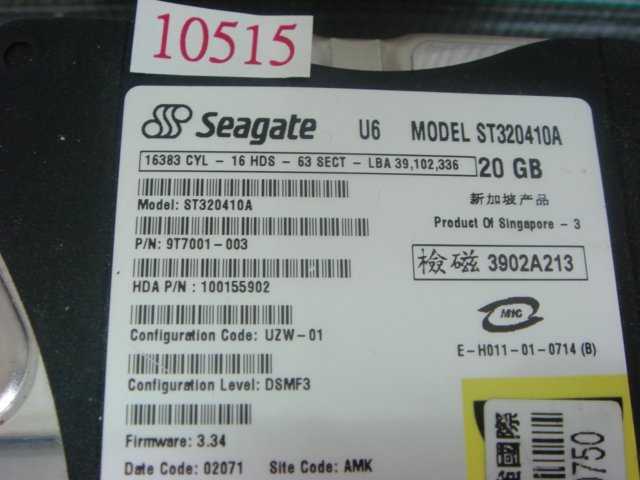 10515
Seagate U6 MODEL ST320410A
16383 CYL - 16 HDS - 63 SECT - LBA 39,102,336 20 GB
Model: ST320410A
新加坡产品
Product Of Singapore - 3
P/N: 9T7001-003
檢磁 3902A213
HDA P/N : 100155902
MIC
Configuration Code: UZW-01
E-H011-01-0714 (B)
Configuration Level: DSMF3
Firmware: 3.34
Date Code: 02071 Site Code: AMK
國際
0750